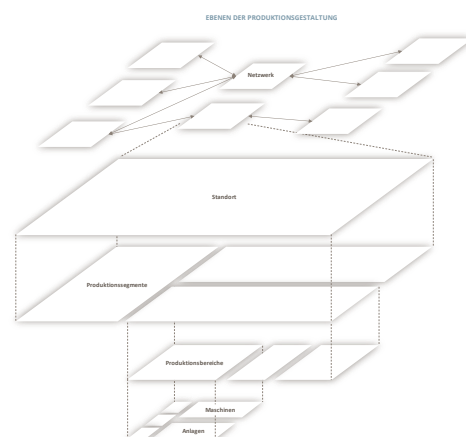 EBENEN DER PRODUKTIONSGESTALTUNG
Netzwerk
Standort
Produktionssegmente
Produktionsbereiche
Maschinen
Anlagen